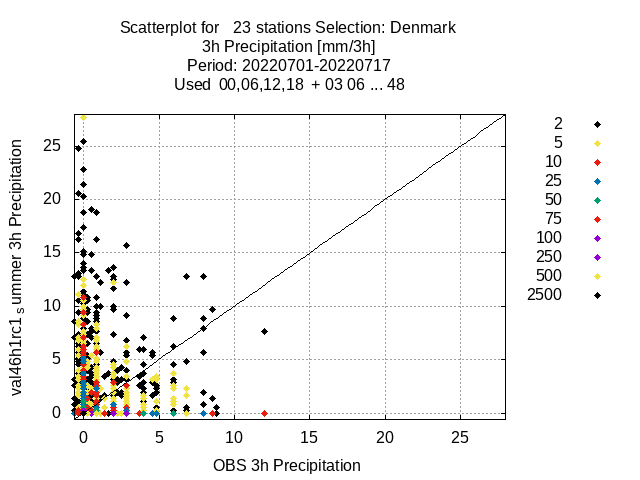 Scatterplot for   23 stations Selection: Denmark
3h Precipitation [mm/3h]
Period: 20220701-20220717
Used  00,06,12,18  + 03 06 ... 48
2
5
10
25
50
75
100
250
500
2500
25
20
15
10
5
0
val46h1rc1 s ummer 3h Precipitation
0 5 10 15 20 25
OBS 3h Precipitation